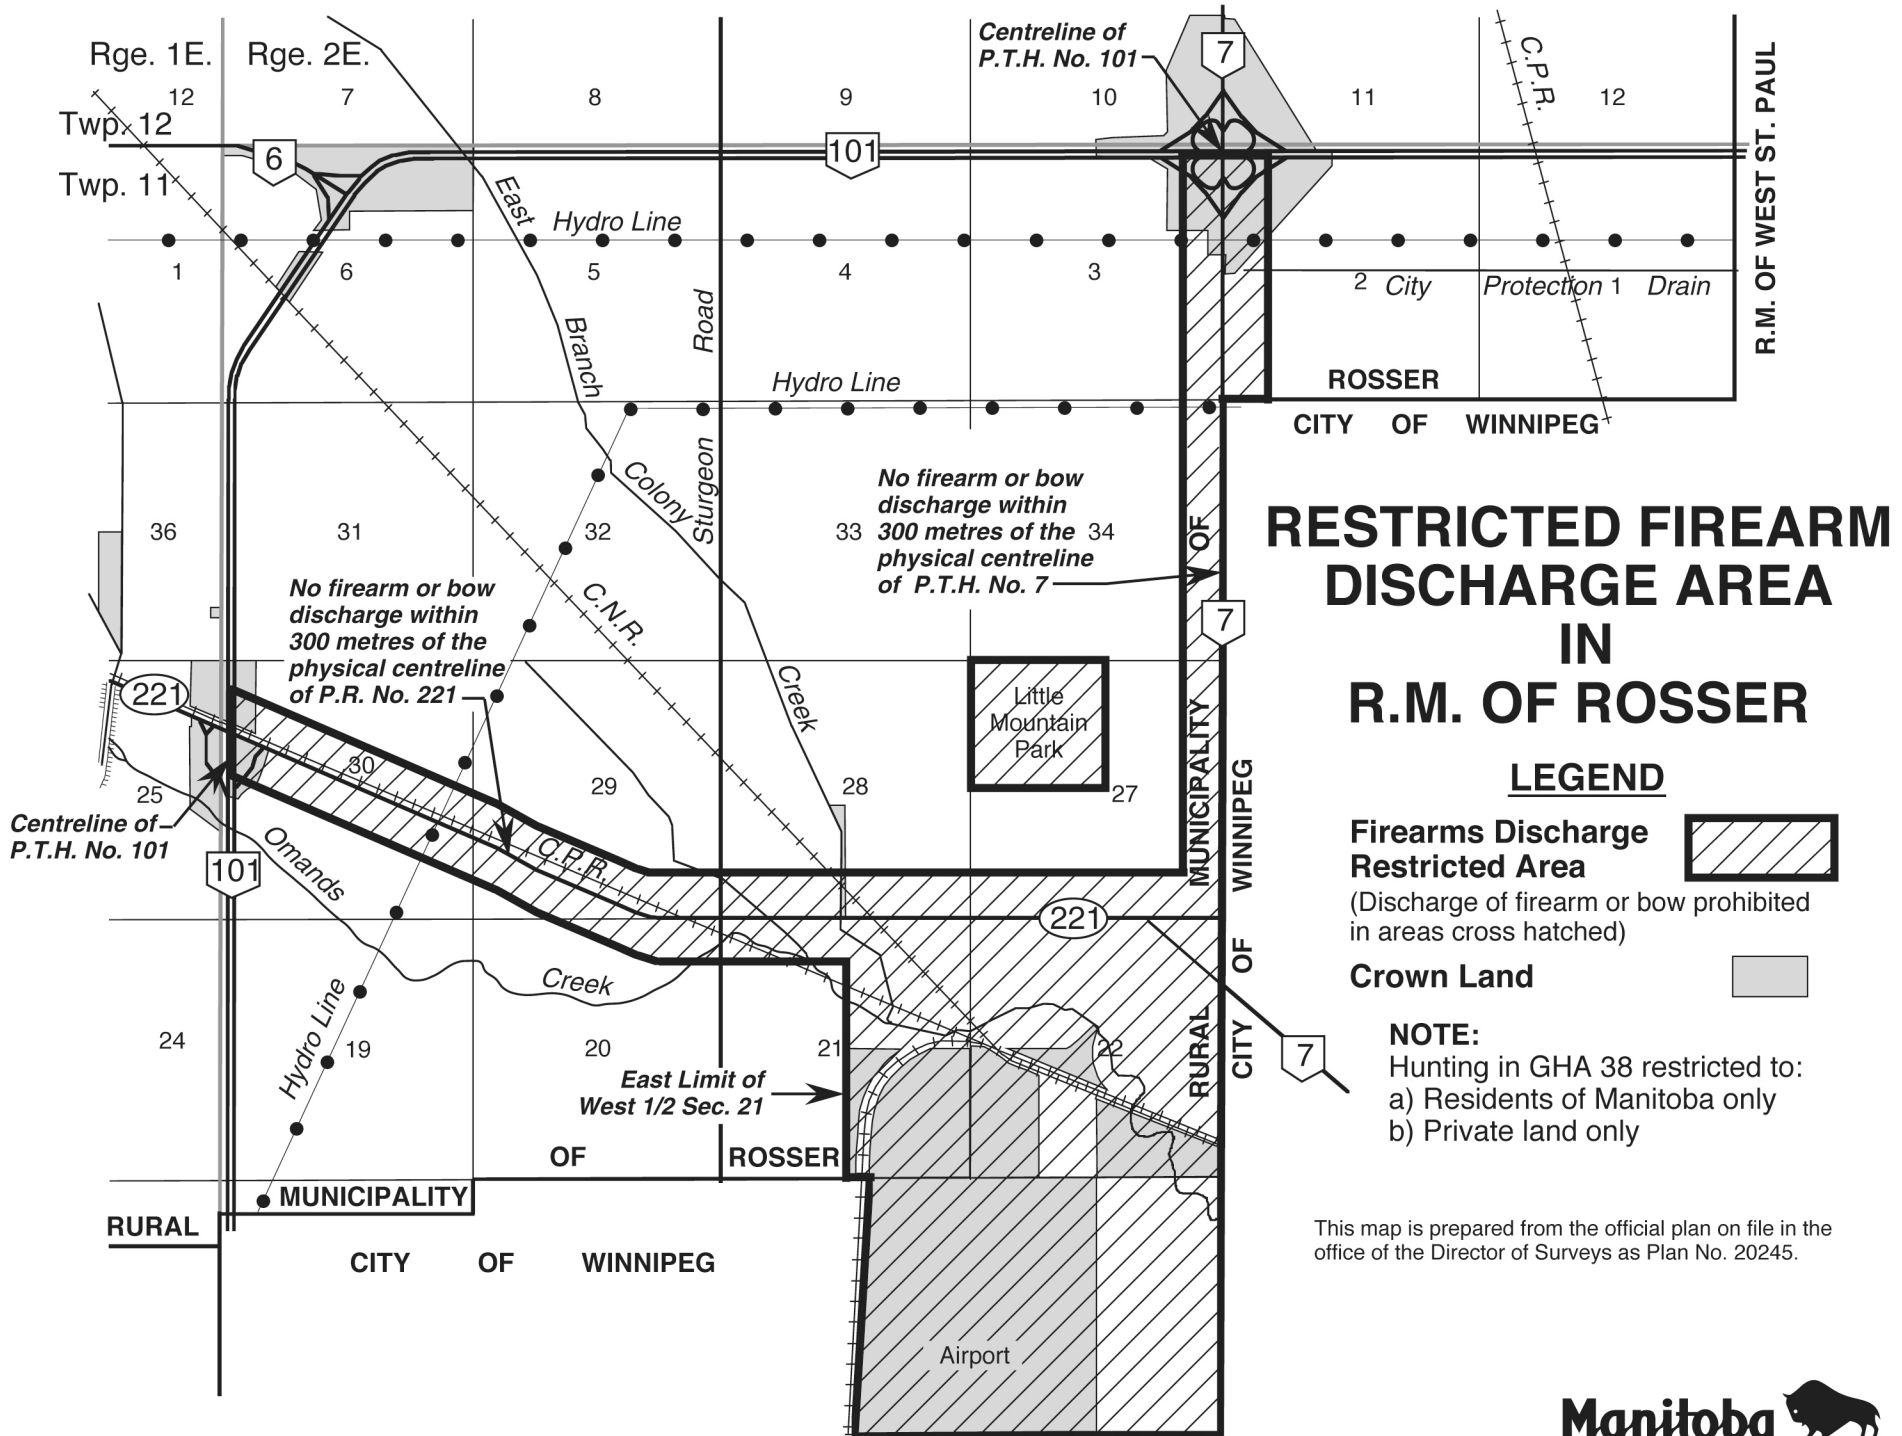 Rge. 1E.
Rge. 2E.
Centreline of
P.T.H. No. 101
7
C.P.R.
R.M. OF WEST ST. PAUL
12
7
8
9
10
11
12
Twp. 12
6
101
Twp. 11
East
Hydro Line
1
6
5
4
3
2
City
Protection
1
Drain
Branch
Road
Hydro Line
ROSSER
CITY OF WINNIPEG
Colony
Sturgeon
36
31
32
33
34
No firearm or bow
discharge within
300 metres of the
physical centreline
of P.T.H. No. 7
OF
7
RESTRICTED FIREARM
DISCHARGE AREA
IN
R.M. OF ROSSER
No firearm or bow
discharge within
300 metres of the
physical centreline
of P.R. No. 221
C.N.R.
Creek
Little
Mountain
Park
MUNICIPALITY
WINNIPEG
221
30
29
28
27
25
Centreline of
P.T.H. No. 101
101
Omands
C.P.R.
221
LEGEND
Firearms Discharge
Restricted Area
(Discharge of firearm or bow prohibited
in areas cross hatched)
Crown Land
OF
Creek
Hydro Line
24
19
20
21
22
RURAL
CITY
7
NOTE:
Hunting in GHA 38 restricted to:
a) Residents of Manitoba only
b) Private land only
East Limit of
West 1/2 Sec. 21
OF
ROSSER
MUNICIPALITY
RURAL
CITY OF WINNIPEG
This map is prepared from the official plan on file in the
office of the Director of Surveys as Plan No. 20245.
Airport
Manitoba